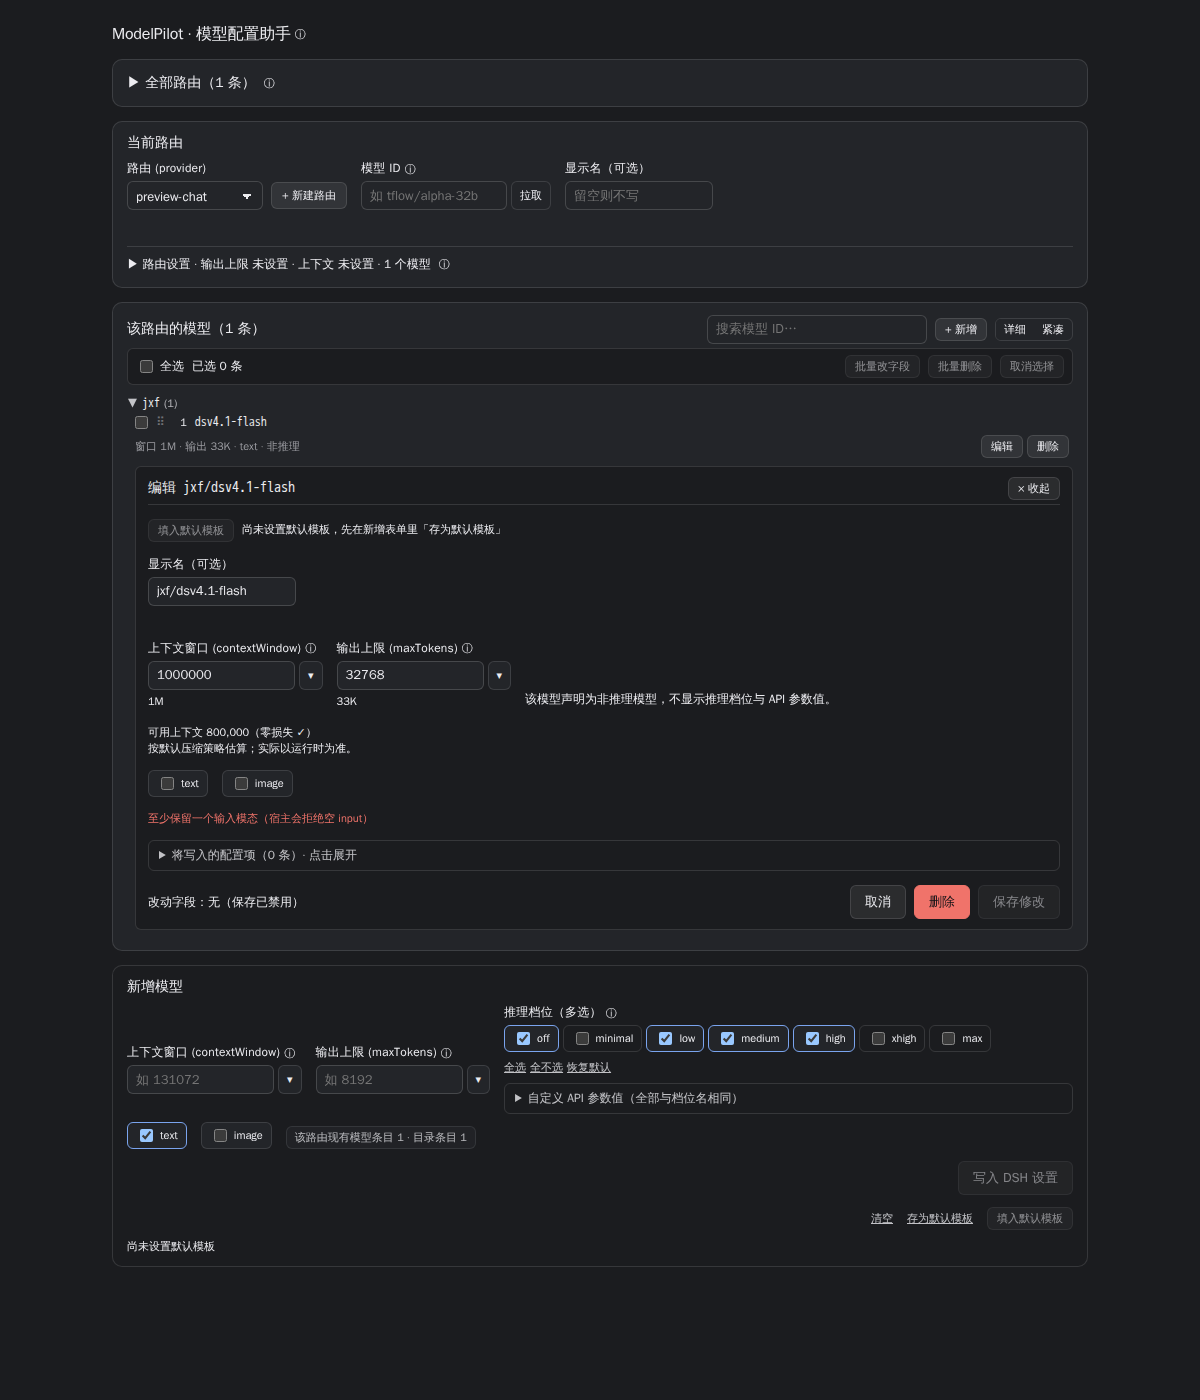 ModelPilot · 模型配置助手 ⓘ
▶ 全部路由（1 条） ⓘ
当前路由
路由 (provider) 模型 ID ⓘ 显示名（可选）
preview-chat + 新建路由 如 tflow/alpha-32b 拉取 留空则不写
▶ 路由设置 · 输出上限 未设置 · 上下文 未设置 · 1 个模型 ⓘ
该路由的模型（1 条） 搜索模型 ID… + 新增 详细 紧凑
全选 已选 0 条 批量改字段 批量删除 取消选择
▼ jxf (1)
⠿ 1 dsv4.1-flash
窗口 1M · 输出 33K · text · 非推理 编辑 删除
编辑 jxf/dsv4.1-flash × 收起
填入默认模板 尚未设置默认模板，先在新增表单里「存为默认模板」
显示名（可选）
jxf/dsv4.1-flash
上下文窗口 (contextWindow) ⓘ 输出上限 (maxTokens) ⓘ
1000000 ▾ 32768 ▾
1M 33K 该模型声明为非推理模型，不显示推理档位与 API 参数值。
可用上下文 800,000（零损失 ✓）
按默认压缩策略估算；实际以运行时为准。
text image
至少保留一个输入模态（宿主会拒绝空 input）
▶ 将写入的配置项（0 条）· 点击展开
改动字段：无（保存已禁用） 取消 删除 保存修改
新增模型
推理档位（多选） ⓘ
off minimal low medium high xhigh max
上下文窗口 (contextWindow) ⓘ 输出上限 (maxTokens) ⓘ
全选 全不选 恢复默认
如 131072 ▾ 如 8192 ▾
▶ 自定义 API 参数值（全部与档位名相同）
text image 该路由现有模型条目 1 · 目录条目 1
写入 DSH 设置
清空 存为默认模板 填入默认模板
尚未设置默认模板